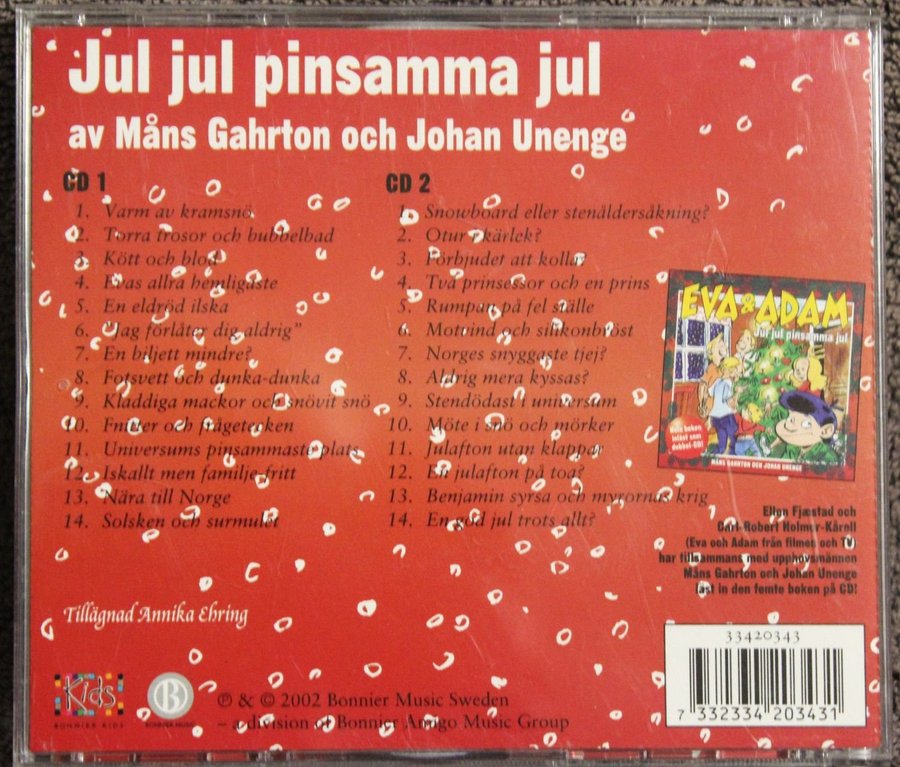 Jul jul pinsamma jul
av Måns Gahrton och Johan Unenge
CD 1
1. Varm av kramsnö
2. Torra trosor och bubbelbad
3. Kött och blod
4. Evas allra hemligaste
5. En eldröd ilska
6. "Jag förlåter dig aldrig"
7. En biljett mindre?
8. Fotsvett och dunka-dunka
9. Kladdiga mackor och snövit snö
10. Fnitter och frågetecken
11. Universums pinsammaste plats
12. Iskallt men familje-fritt
13. Nära till Norge
14. Solsken och surmulet
CD 2
1. Snowboard eller stenåldersåkning?
2. Otur i kärlek?
3. Förbjudet att kolla?
4. Två prinsessor och en prins
5. Rumpan på fel ställe
6. Motvind och silikonbröst
7. Norges snyggaste tjej?
8. Aldrig mera kyssas?
9. Stendödast i universum
10. Möte i snö och mörker
11. Julafton utan klappar
12. En julafton på toa?
13. Benjamin syrsa och myrornas krig
14. En god jul trots allt?
EVA & ADAM
Jul jul pinsamma jul
Hela boken
inläst som
dubbel-CD!
MÅNS GAHRTON OCH JOHAN UNENGE
Ellen Fjæstad och
Carl-Robert Holmer-Kårell
(Eva och Adam från filmen och TV)
har tillsammans med upphovsmännen
Måns Gahrton och Johan Unenge
läst in den femte boken på CD!
Tillägnad Annika Ehring
Kids
BONNIER KIDS
B
BONNIER MUSIC
℗ & © 2002 Bonnier Music Sweden
– a division of Bonnier Amigo Music Group
33420343
7 332334 203431